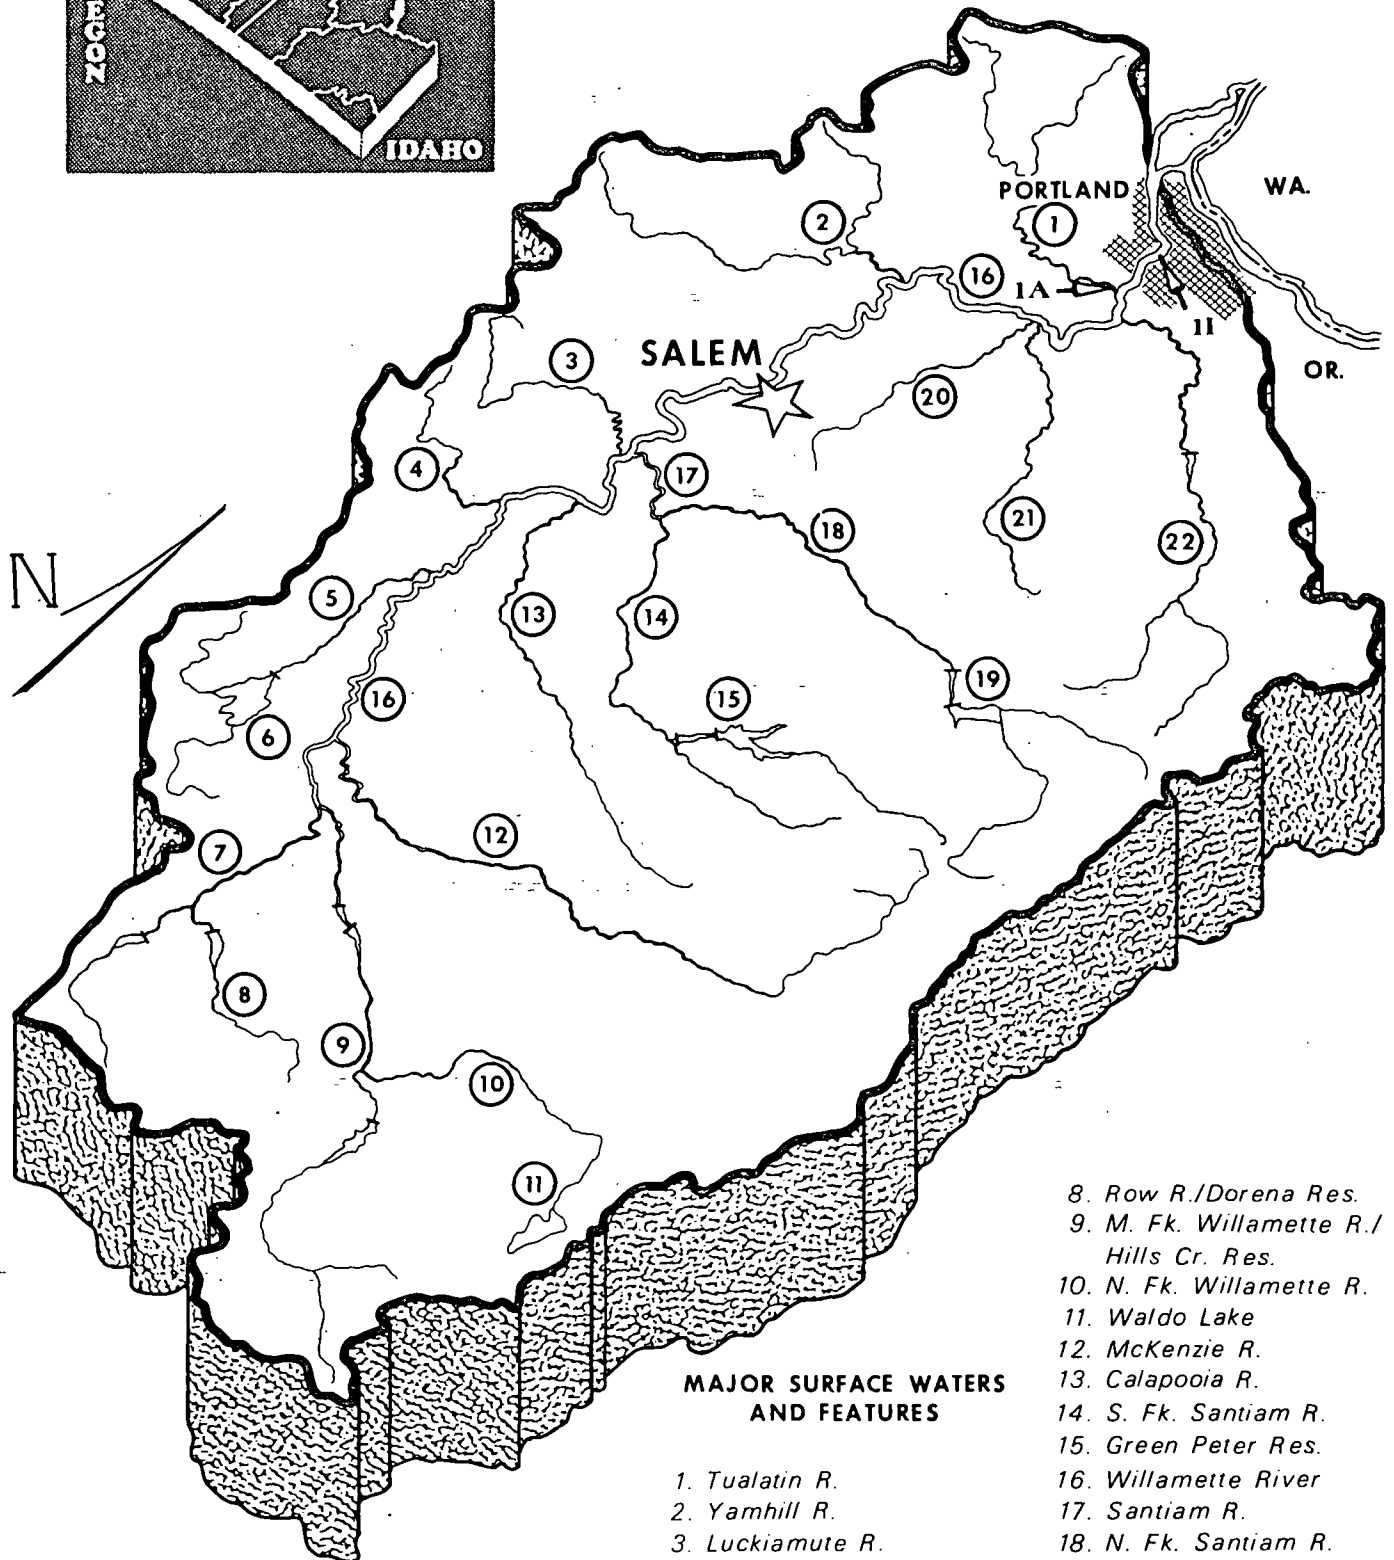 EGON
IDAHO
PORTLAND
WA.
2
1
16
1A
11
SALEM
3
OR.
20
4
17
18
21
22
N
5
13
14
19
16
15
6
12
7
8
9
10
11
MAJOR SURFACE WATERS
AND FEATURES
1. Tualatin R.
2. Yamhill R.
3. Luckiamute R.
8. Row R./Dorena Res.
9. M. Fk. Willamette R./
Hills Cr. Res.
10. N. Fk. Willamette R.
11. Waldo Lake
12. McKenzie R.
13. Calapooia R.
14. S. Fk. Santiam R.
15. Green Peter Res.
16. Willamette River
17. Santiam R.
18. N. Fk. Santiam R.